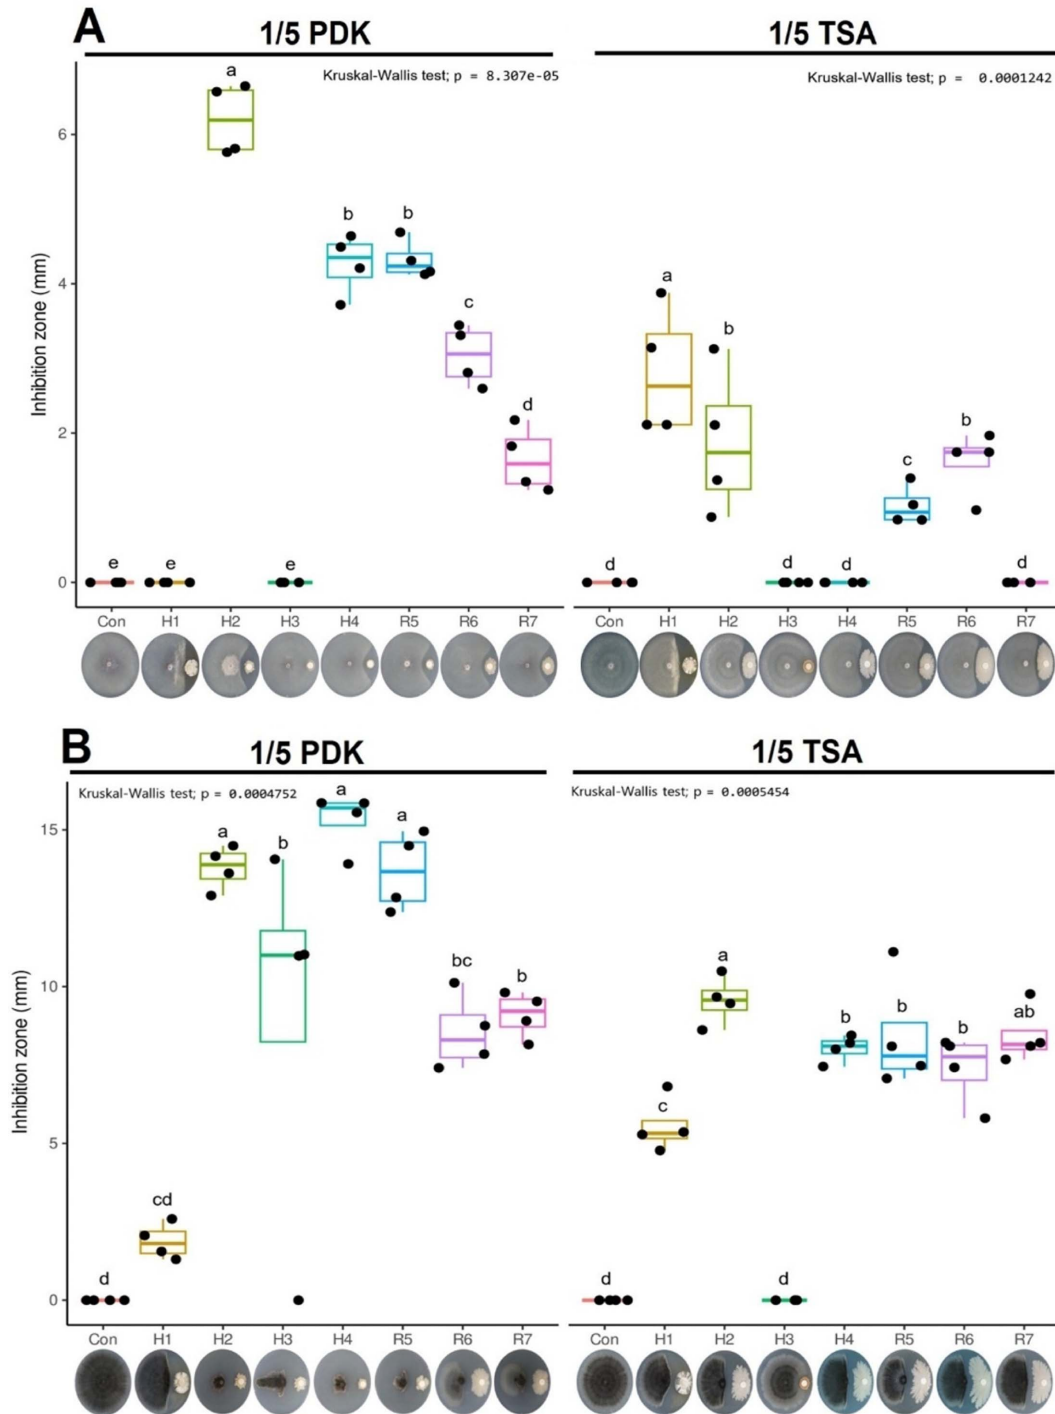 A
1/5 PDK
1/5 TSA
Kruskal-Wallis test; p = 8.307e-05
Kruskal-Wallis test; p = 0.0001242
Inhibition zone (mm)
6
4
2
0
e e a e b b c d
d a b d d c b d
Con H1 H2 H3 H4 R5 R6 R7
Con H1 H2 H3 H4 R5 R6 R7
B
1/5 PDK
1/5 TSA
Kruskal-Wallis test; p = 0.0004752
Kruskal-Wallis test; p = 0.0005454
Inhibition zone (mm)
15
10
5
0
d cd a b a a bc b
d c a d b b b ab
Con H1 H2 H3 H4 R5 R6 R7
Con H1 H2 H3 H4 R5 R6 R7